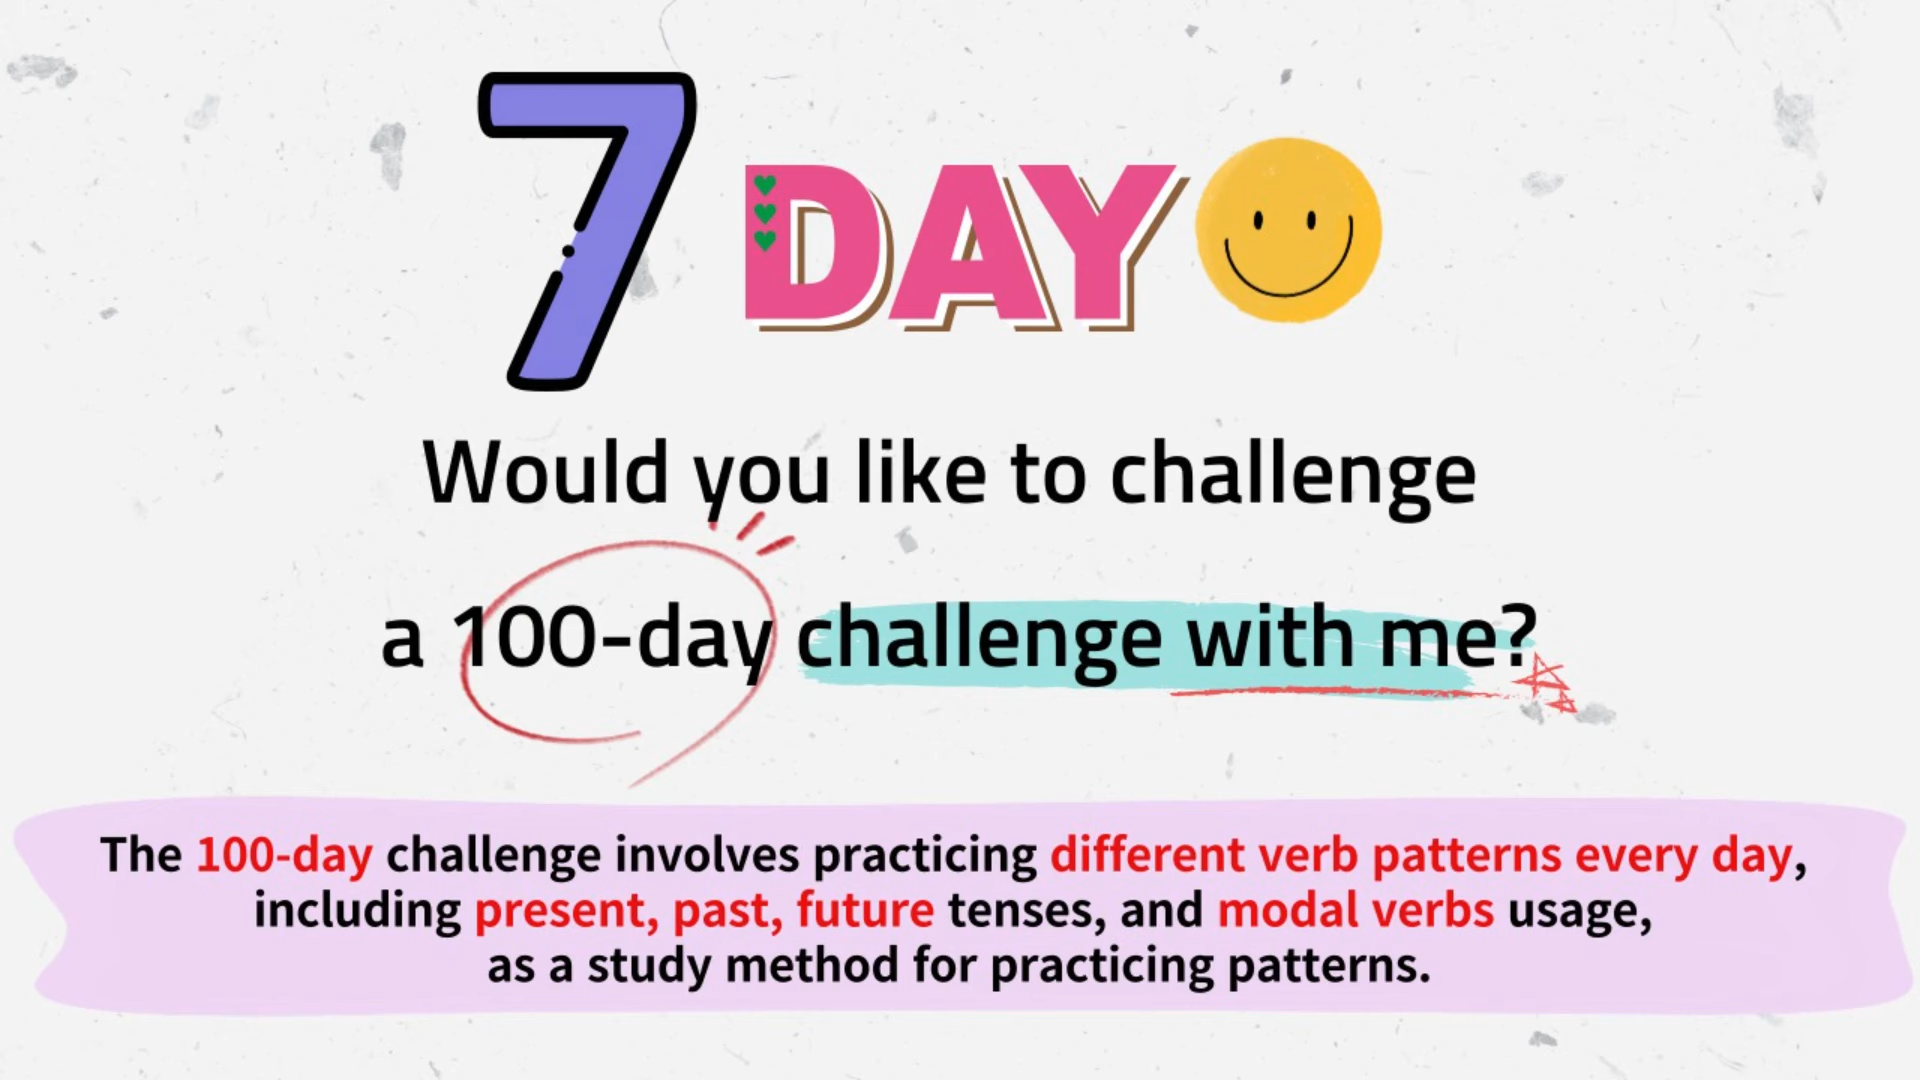 7 DAY
Would you like to challenge
a 100-day challenge with me?
The 100-day challenge involves practicing different verb patterns every day,
including present, past, future tenses, and modal verbs usage,
as a study method for practicing patterns.